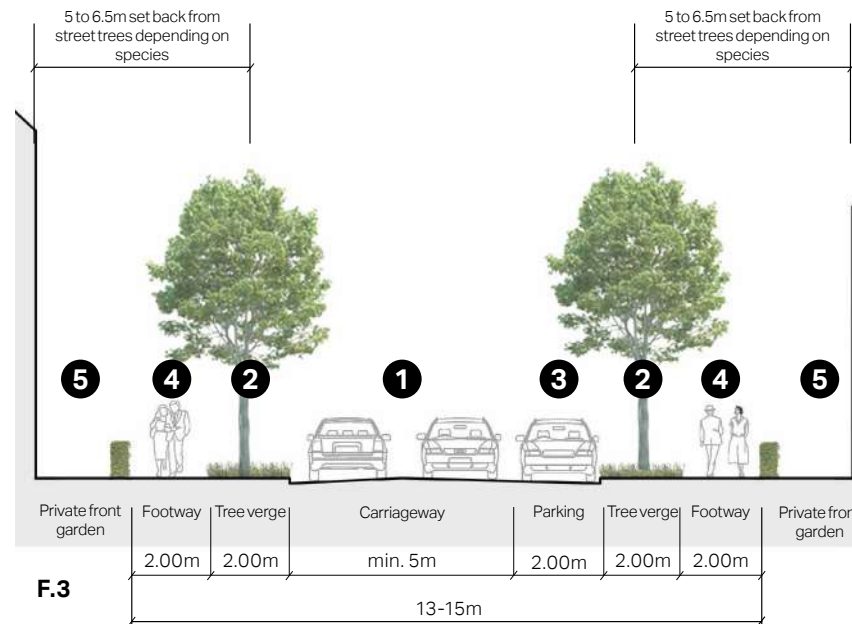 5 to 6.5m set back from
street trees depending on
species
5 to 6.5m set back from
street trees depending on
species
5
4
2
1
3
2
4
5
Private front
garden
Footway
Tree verge
Carriageway
Parking
Tree verge
Footway
Private fron
garden
2.00m
2.00m
min. 5m
2.00m
2.00m
2.00m
F.3
13-15m